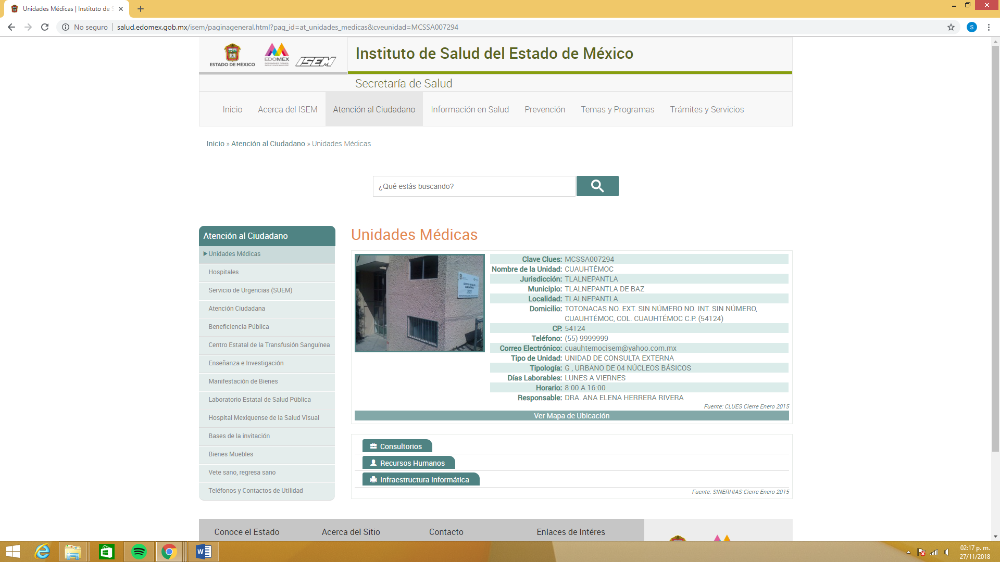 Unidades Médicas | Instituto de S
No seguro
salud.edomex.gob.mx/isem/paginageneral.html?pag_id=at_unidades_medicas&cveunidad=MCSSA007294
S
ESTADO DE MÉXICO
EDOMÉX
ISEM
Instituto de Salud del Estado de México
Secretaría de Salud
Inicio
Acerca del ISEM
Atención al Ciudadano
Información en Salud
Prevención
Temas y Programas
Trámites y Servicios
Inicio » Atención al Ciudadano » Unidades Médicas
¿Qué estás buscando?
Atención al Ciudadano
Unidades Médicas
Hospitales
Servicio de Urgencias (SUEM)
Atención Ciudadana
Beneficiencia Pública
Centro Estatal de la Transfusión Sanguínea
Enseñanza e Investigación
Manifestación de Bienes
Laboratorio Estatal de Salud Pública
Hospital Mexiquense de la Salud Visual
Bases de la invitación
Bienes Muebles
Vete sano, regresa sano
Teléfonos y Contactos de Utilidad
Unidades Médicas
Clave Clues: MCSSA007294
Nombre de la Unidad: CUAUHTÉMOC
Jurisdicción: TLALNEPANTLA
Municipio: TLALNEPANTLA DE BAZ
Localidad: TLALNEPANTLA
Domicilio: TOTONACAS NO. EXT. SIN NÚMERO NO. INT. SIN NÚMERO,
CUAUHTÉMOC, COL. CUAUHTÉMOC C.P. (54124)
CP: 54124
Teléfono: (55) 9999999
Correo Electrónico: cuauhtemocisem@yahoo.com.mx
Tipo de Unidad: UNIDAD DE CONSULTA EXTERNA
Tipología: G , URBANO DE 04 NÚCLEOS BÁSICOS
Días Laborables: LUNES A VIERNES
Horario: 8:00 A 16:00
Responsable: DRA. ANA ELENA HERRERA RIVERA
Fuente: CLUES Cierre Enero 2015
Ver Mapa de Ubicación
Consultorios
Recursos Humanos
Infraestructura Informática
Fuente: SINERHIAS Cierre Enero 2015
Conoce el Estado
Acerca del Sitio
Contacto
Enlaces de Intéres
02:17 p. m.
27/11/2018